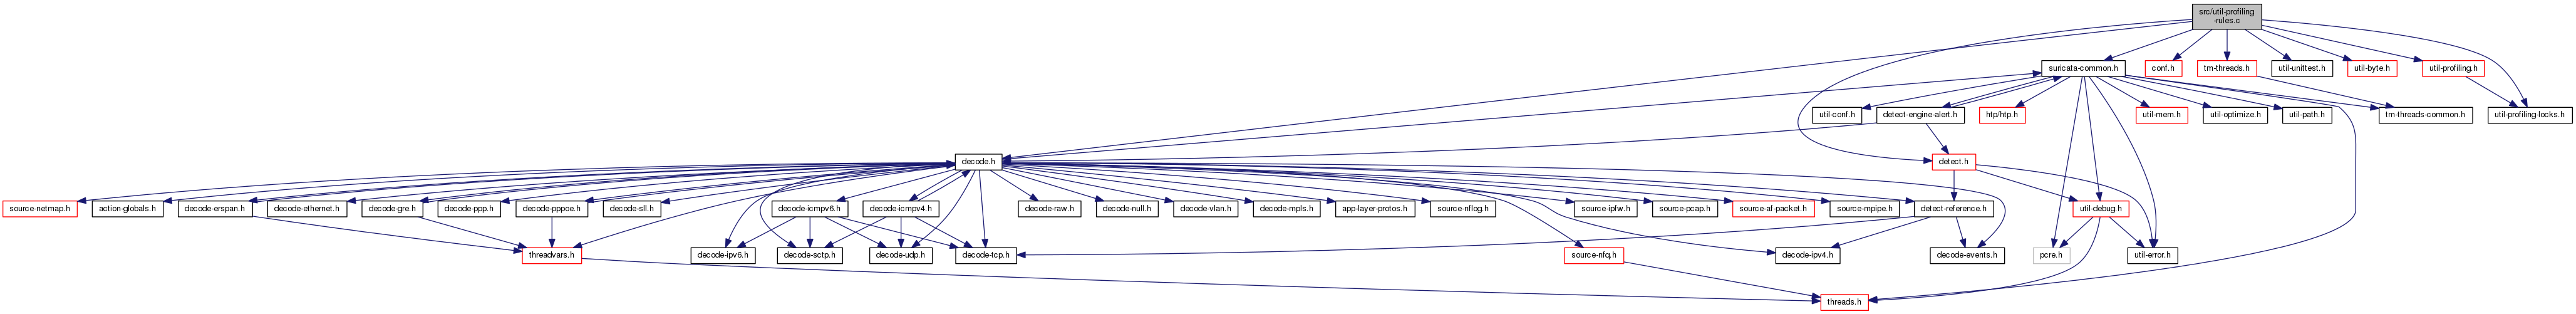 src/util-profiling
-rules.c
suricata-common.h
conf.h
tm-threads.h
util-unittest.h
util-byte.h
util-profiling.h
util-conf.h
detect-engine-alert.h
htp/htp.h
util-mem.h
util-optimize.h
util-path.h
tm-threads-common.h
util-profiling-locks.h
decode.h
detect.h
source-netmap.h
action-globals.h
decode-erspan.h
decode-ethernet.h
decode-gre.h
decode-ppp.h
decode-pppoe.h
decode-sll.h
decode-icmpv6.h
decode-icmpv4.h
decode-raw.h
decode-null.h
decode-vlan.h
decode-mpls.h
app-layer-protos.h
source-nflog.h
source-ipfw.h
source-pcap.h
source-af-packet.h
source-mpipe.h
detect-reference.h
util-debug.h
threadvars.h
decode-ipv6.h
decode-sctp.h
decode-udp.h
decode-tcp.h
source-nfq.h
decode-ipv4.h
decode-events.h
pcre.h
util-error.h
threads.h